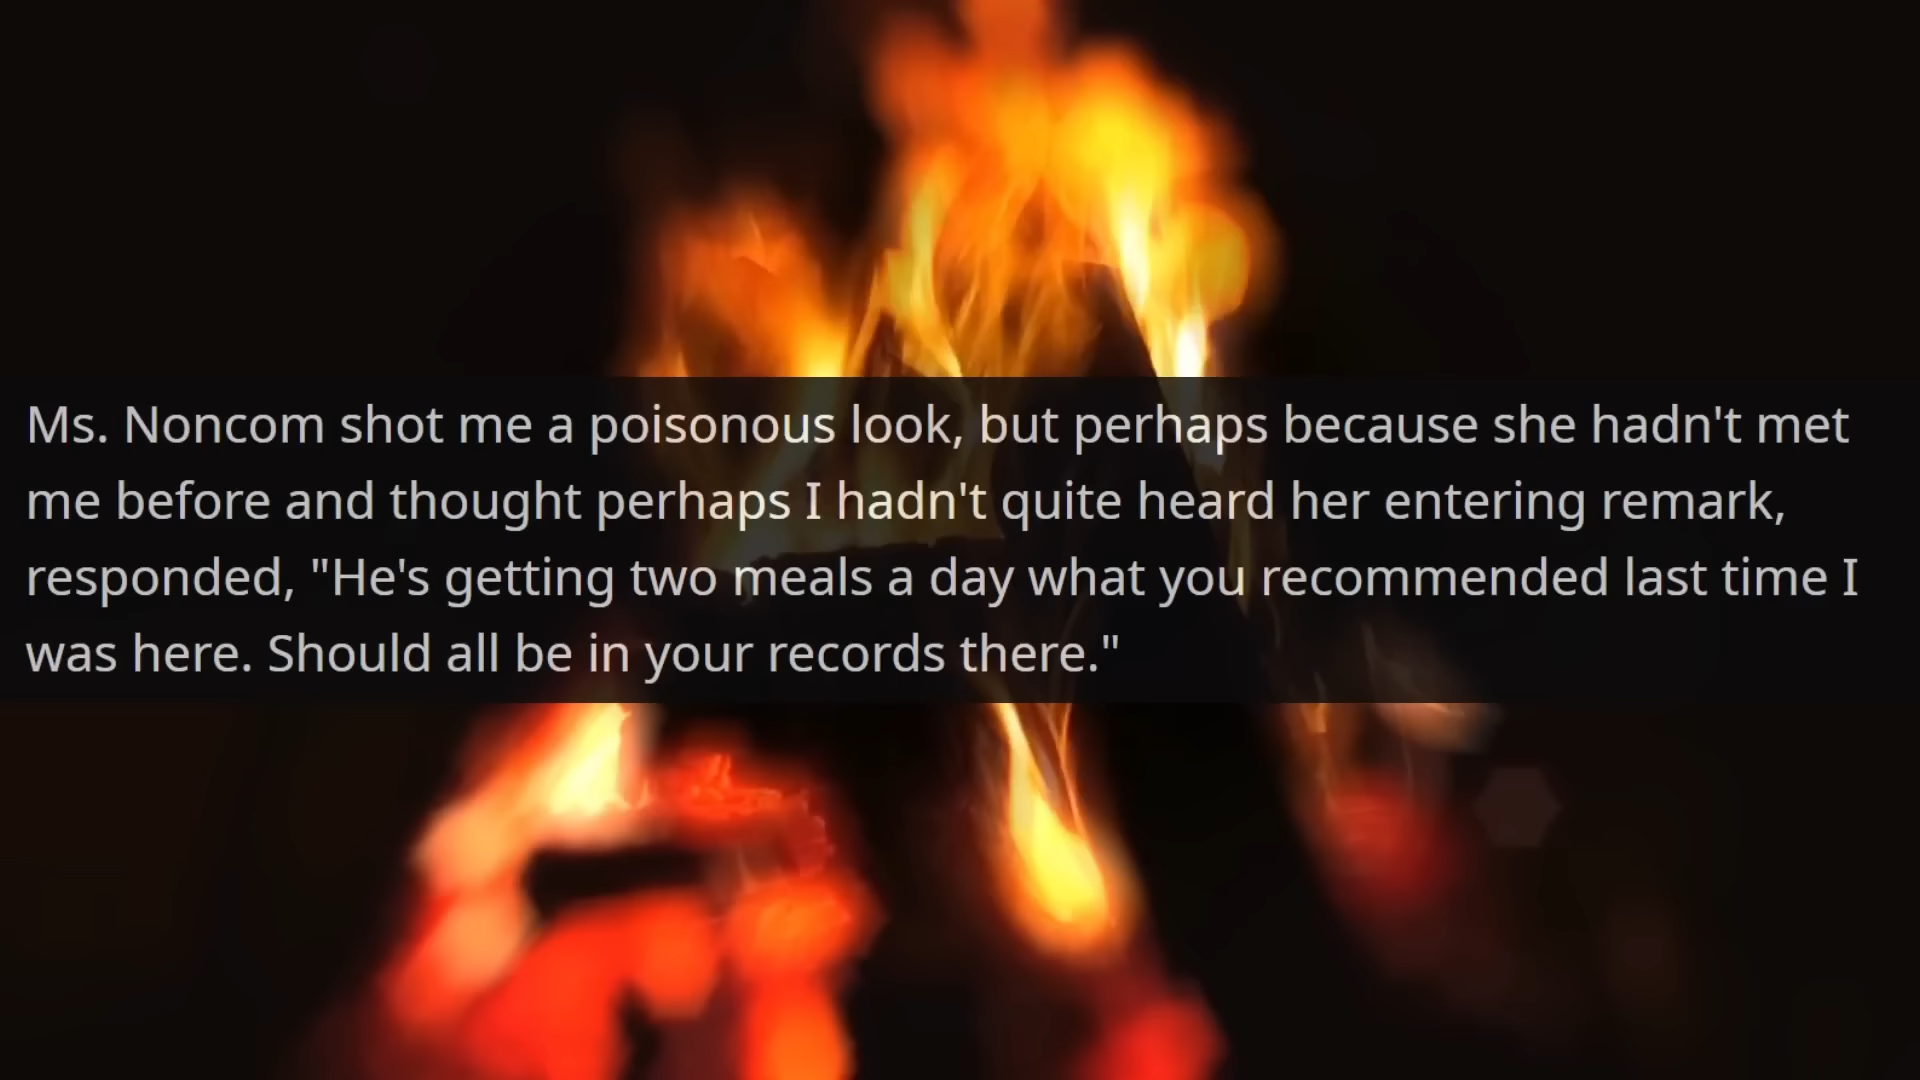 Ms. Noncom shot me a poisonous look, but perhaps because she hadn't met
me before and thought perhaps I hadn't quite heard her entering remark,
responded, "He's getting two meals a day what you recommended last time I
was here. Should all be in your records there."